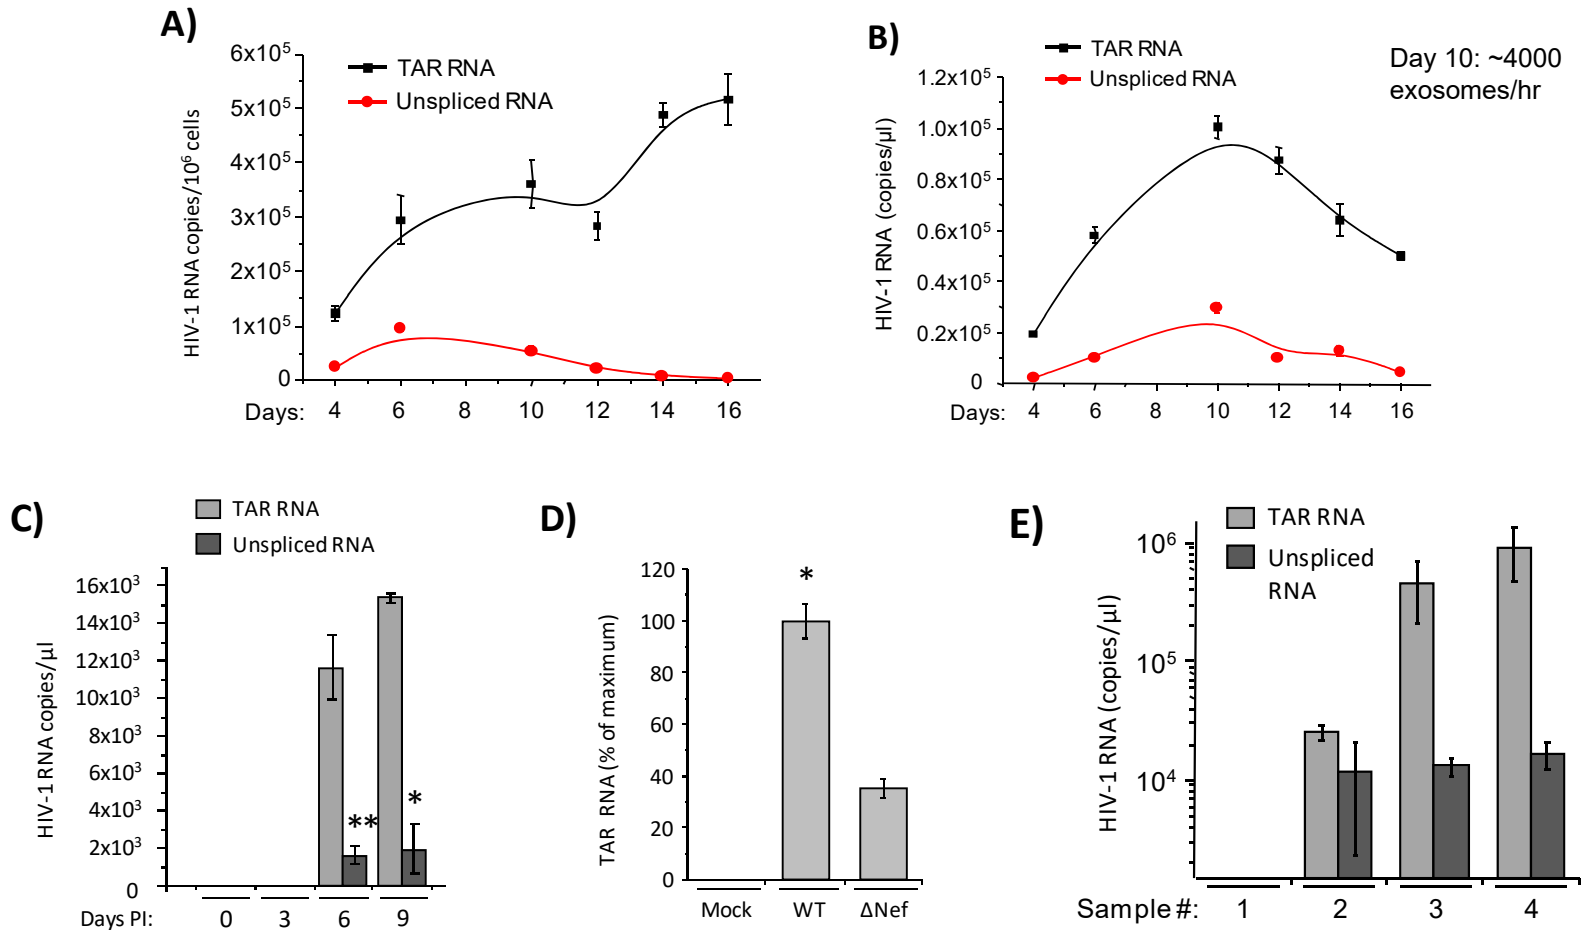 A)
TAR RNA
Unspliced RNA
HIV-1 RNA copies/10⁶ cells
6x10⁵
5x10⁵
4x10⁵
3x10⁵
2x10⁵
1x10⁵
0
Days: 4 6 8 10 12 14 16
B)
TAR RNA
Unspliced RNA
Day 10: ~4000
exosomes/hr
HIV-1 RNA (copies/µl)
1.2x10⁵
1.0x10⁵
0.8x10⁵
0.6x10⁵
0.4x10⁵
0.2x10⁵
0
Days: 4 6 8 10 12 14 16
C)
TAR RNA
Unspliced RNA
HIV-1 RNA copies/µl
16x10³
14x10³
12x10³
10x10³
8x10³
6x10³
4x10³
2x10³
0
** *
Days PI: 0 3 6 9
D)
TAR RNA (% of maximum)
120
100
80
60
40
20
0
*
Mock WT ΔNef
E)
TAR RNA
Unspliced
RNA
HIV-1 RNA (copies/µl)
10⁶
10⁵
10⁴
Sample #: 1 2 3 4